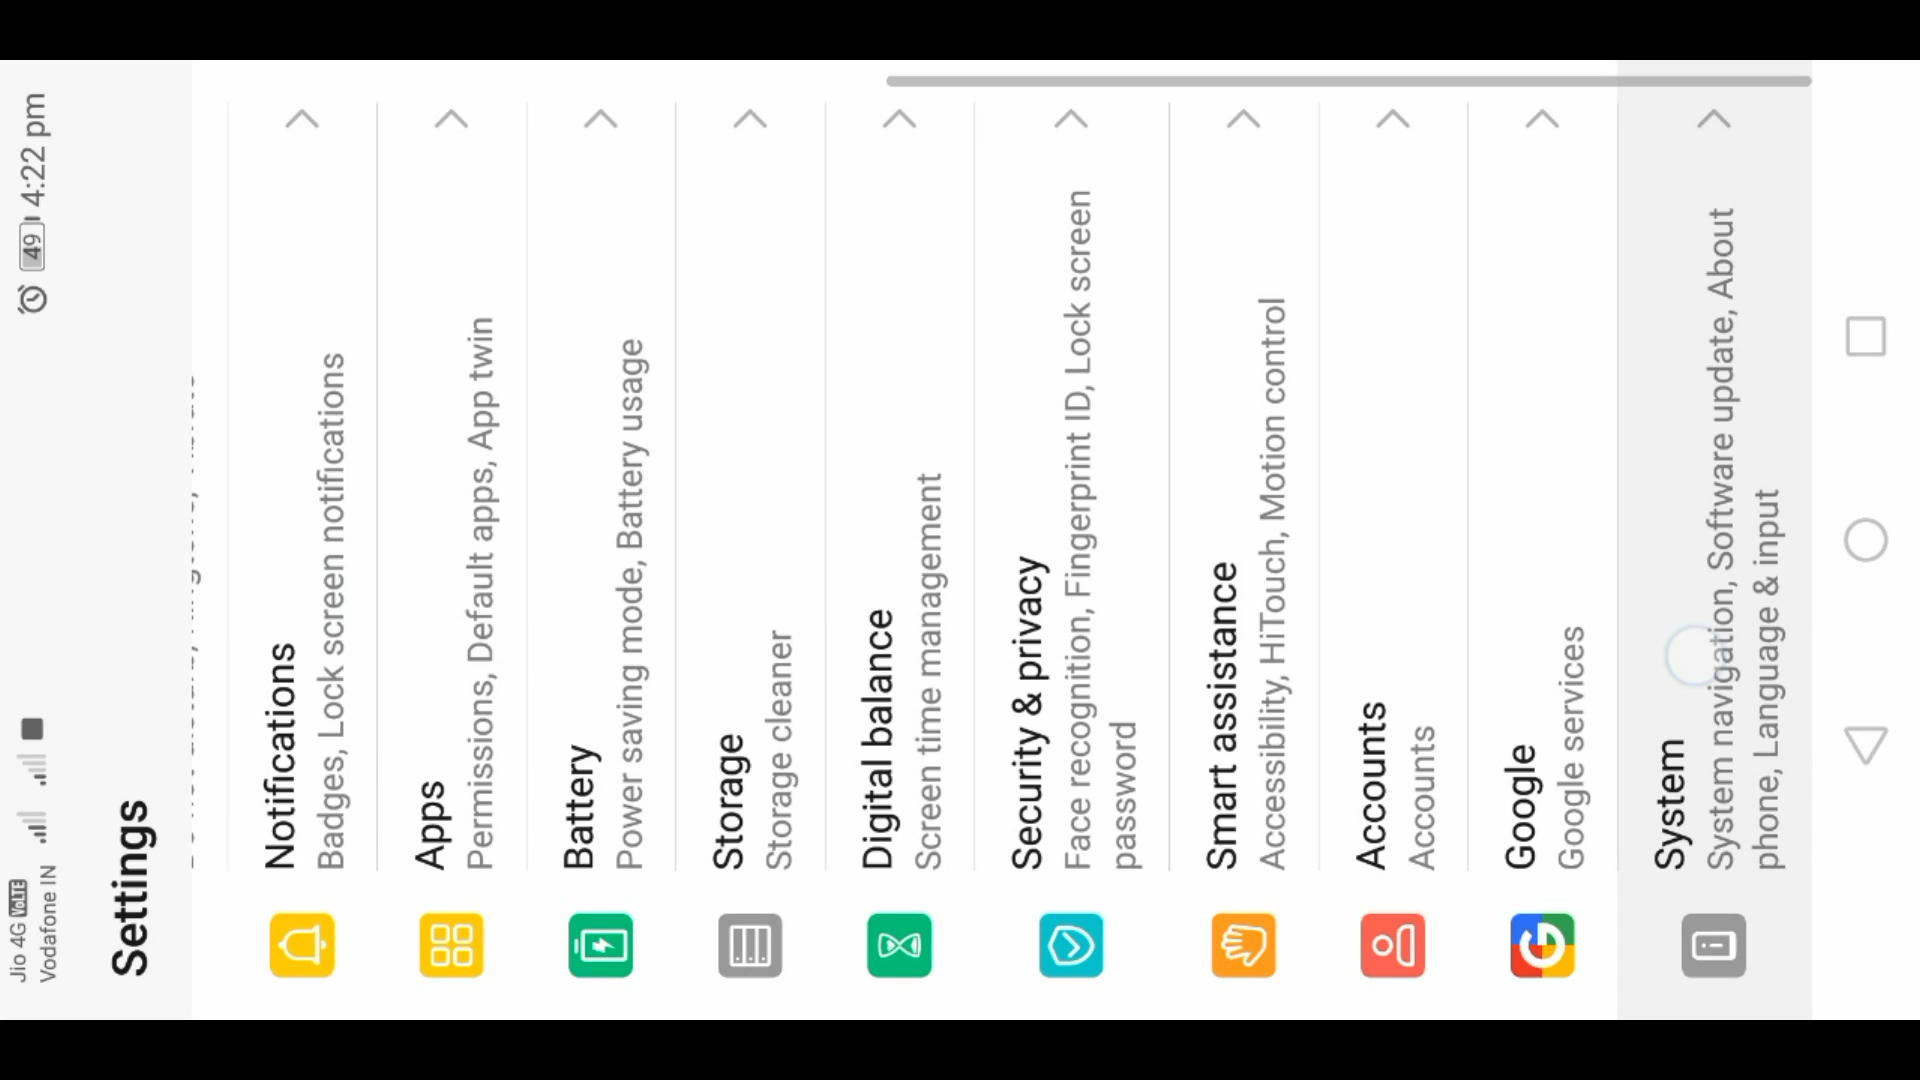 Jio 4G VoLTE
Vodafone IN
49 4:22 pm
Settings
Notifications
Badges, Lock screen notifications
Apps
Permissions, Default apps, App twin
Battery
Power saving mode, Battery usage
Storage
Storage cleaner
Digital balance
Screen time management
Security & privacy
Face recognition, Fingerprint ID, Lock screen
password
Smart assistance
Accessibility, HiTouch, Motion control
Accounts
Accounts
Google
Google services
System
System navigation, Software update, About
phone, Language & input